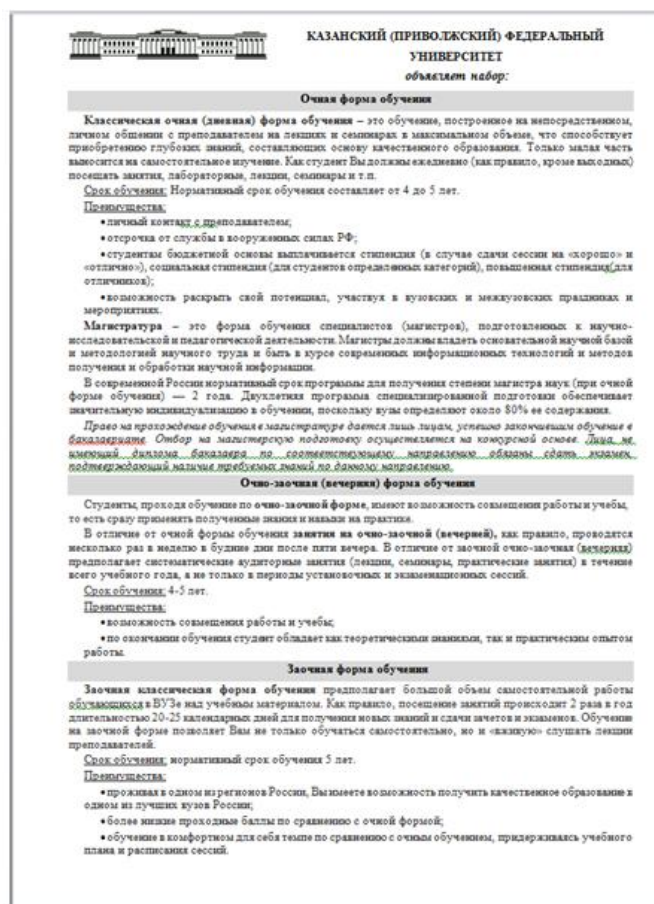 КАЗАНСКИЙ (ПРИВОЛЖСКИЙ) ФЕДЕРАЛЬНЫЙ
УНИВЕРСИТЕТ
объявляет набор:
Очная форма обучения
Классическая очная (дневная) форма обучения – это обучение, построенное на непосредственном,
личном общении с преподавателем на лекциях и семинарах в максимальном объеме, что способствует
приобретению глубоких знаний, составляющих основу качественного образования. Только малая часть
выносится на самостоятельное изучение. Как студент Вы должны ежедневно (как правило, кроме выходных)
посещать занятия, лабораторные, лекции, семинары и т.п.
Срок обучения: Нормативный срок обучения составляет от 4 до 5 лет.
Преимущества:
•личный контакт с преподавателем;
•отсрочка от службы в вооруженных силах РФ;
•студентам бюджетной основы выплачивается стипендия (в случае сдачи сессии на «хорошо» и
«отлично»), социальная стипендия (для студентов определенных категорий), повышенная стипендия(для
отличников);
•возможность раскрыть свой потенциал, участвуя в вузовских и межвузовских праздниках и
мероприятиях.
Магистратура – это форма обучения специалистов (магистров), подготовленных к научно-
исследовательской и педагогической деятельности. Магистры должны владеть основательной научной базой
и методологией научного труда и быть в курсе современных информационных технологий и методов
получения и обработки научной информации.
В современной России нормативный срок программы для получения степени магистра наук (при очной
форме обучения) — 2 года. Двухлетняя программа специализированной подготовки обеспечивает
значительную индивидуализацию в обучении, поскольку вузы определяют около 80% ее содержания.
Право на прохождение обучения в магистратуре дается лишь лицам, успешно закончившим обучение в
бакалавриате. Отбор на магистерскую подготовку осуществляется на конкурсной основе. Лица, не
имеющий диплома бакалавра по соответствующему направлению обязаны сдать экзамен,
подтверждающий наличие требуемых знаний по данному направлению.
Очно-заочная (вечерняя) форма обучения
Студенты, проходя обучение по очно-заочной форме, имеют возможность совмещения работы и учебы,
то есть сразу применять полученные знания и навыки на практике.
В отличие от очной формы обучения занятия на очно-заочной (вечерней), как правило, проводятся
несколько раз в неделю в будние дни после пяти вечера. В отличие от заочной очно-заочная (вечерняя)
предполагает систематические аудиторные занятия (лекции, семинары, практические занятия) в течение
всего учебного года, а не только в периоды установочных и экзаменационных сессий.
Срок обучения: 4-5 лет.
Преимущества:
•возможность совмещения работы и учебы;
•по окончании обучения студент обладает как теоретическими знаниями, так и практическим опытом
работы.
Заочная форма обучения
Заочная классическая форма обучения предполагает большой объем самостоятельной работы
обучающихся в ВУЗе над учебным материалом. Как правило, посещение занятий происходит 2 раза в год
длительностью 20-25 календарных дней для получения новых знаний и сдачи зачетов и экзаменов. Обучение
на заочной форме позволяет Вам не только обучаться самостоятельно, но и «вживую» слушать лекции
преподавателей.
Срок обучения: нормативный срок обучения 5 лет.
Преимущества:
•проживая в одном из регионов России, Вы имеете возможность получить качественное образование в
одном из лучших вузов России;
•более низкие проходные баллы по сравнению с очной формой;
•обучение в комфортном для себя темпе по сравнению с очным обучением, придерживаясь учебного
плана и расписания сессий.